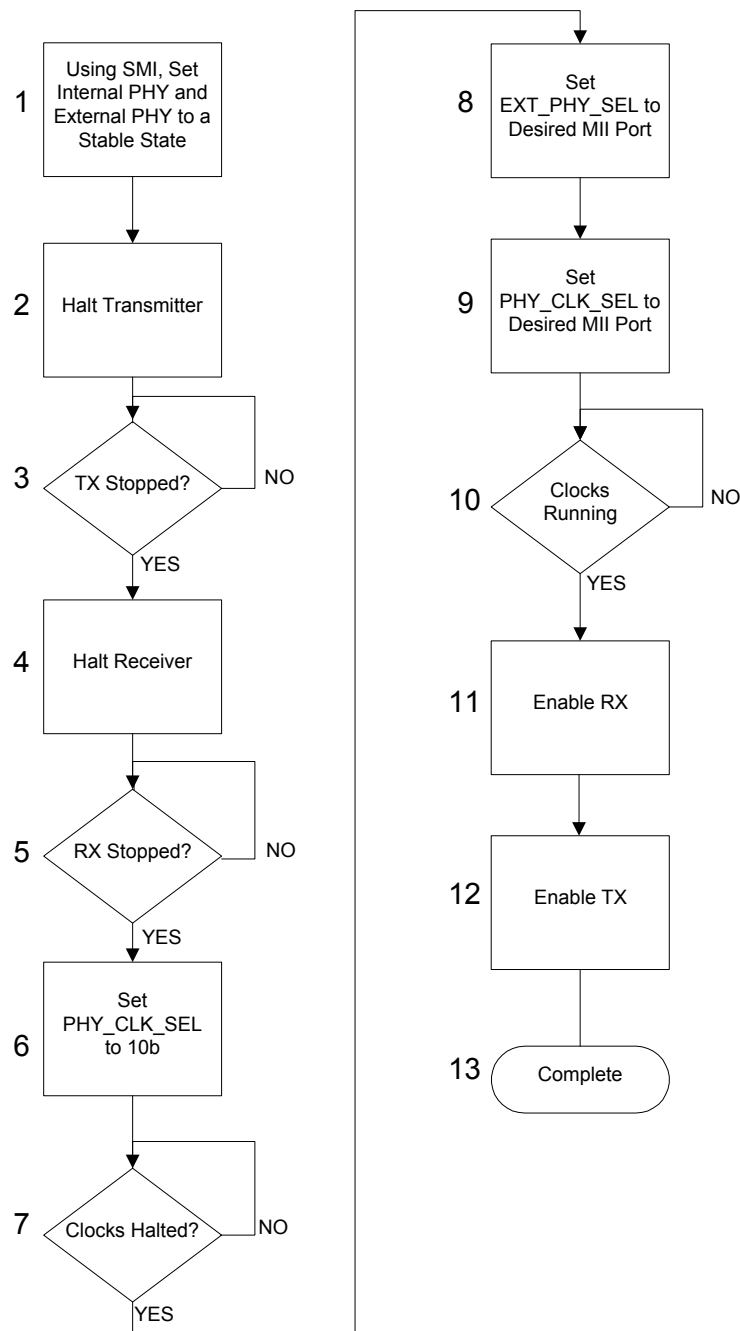 1
Using SMI, Set
Internal PHY and
External PHY to a
Stable State
2
Halt Transmitter
3
TX Stopped?
NO
YES
4
Halt Receiver
5
RX Stopped?
NO
YES
6
Set
PHY_CLK_SEL
to 10b
7
Clocks Halted?
NO
YES
8
Set
EXT_PHY_SEL to
Desired MII Port
9
Set
PHY_CLK_SEL to
Desired MII Port
10
Clocks
Running
NO
YES
11
Enable RX
12
Enable TX
13
Complete